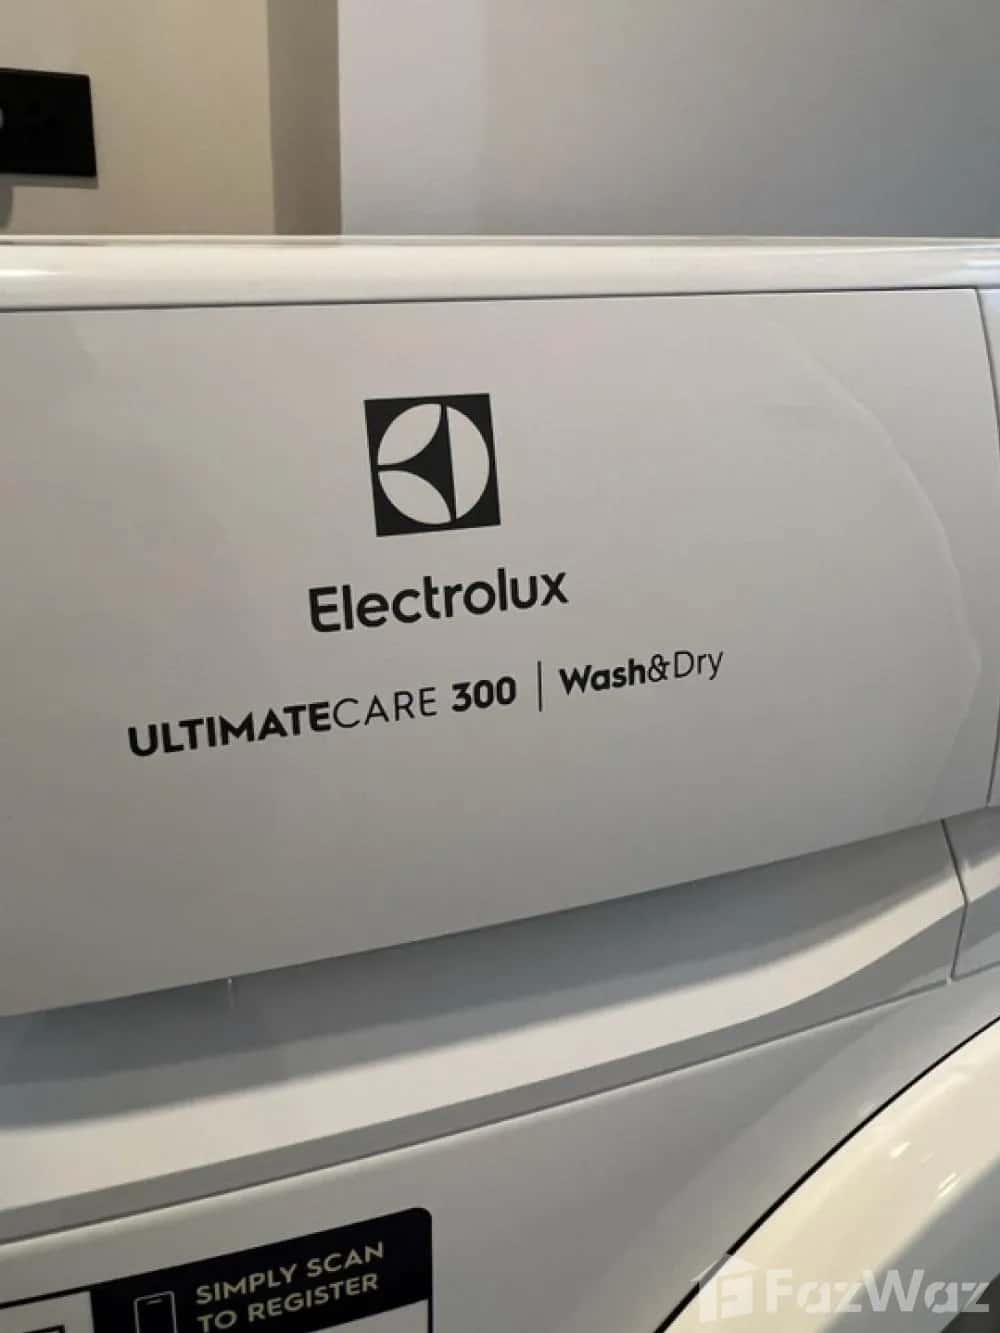 Electrolux
ULTIMATECARE 300 | Wash&Dry
SIMPLY SCAN
TO REGISTER
FazWaz